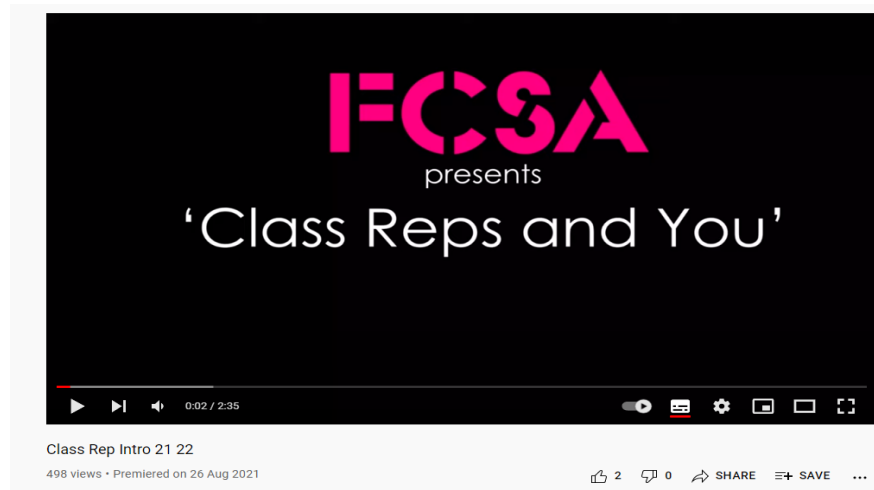 FCSA
presents
‘Class Reps and You’
0:02 / 2:35
Class Rep Intro 21 22
498 views • Premiered on 26 Aug 2021
2 0 SHARE SAVE ...